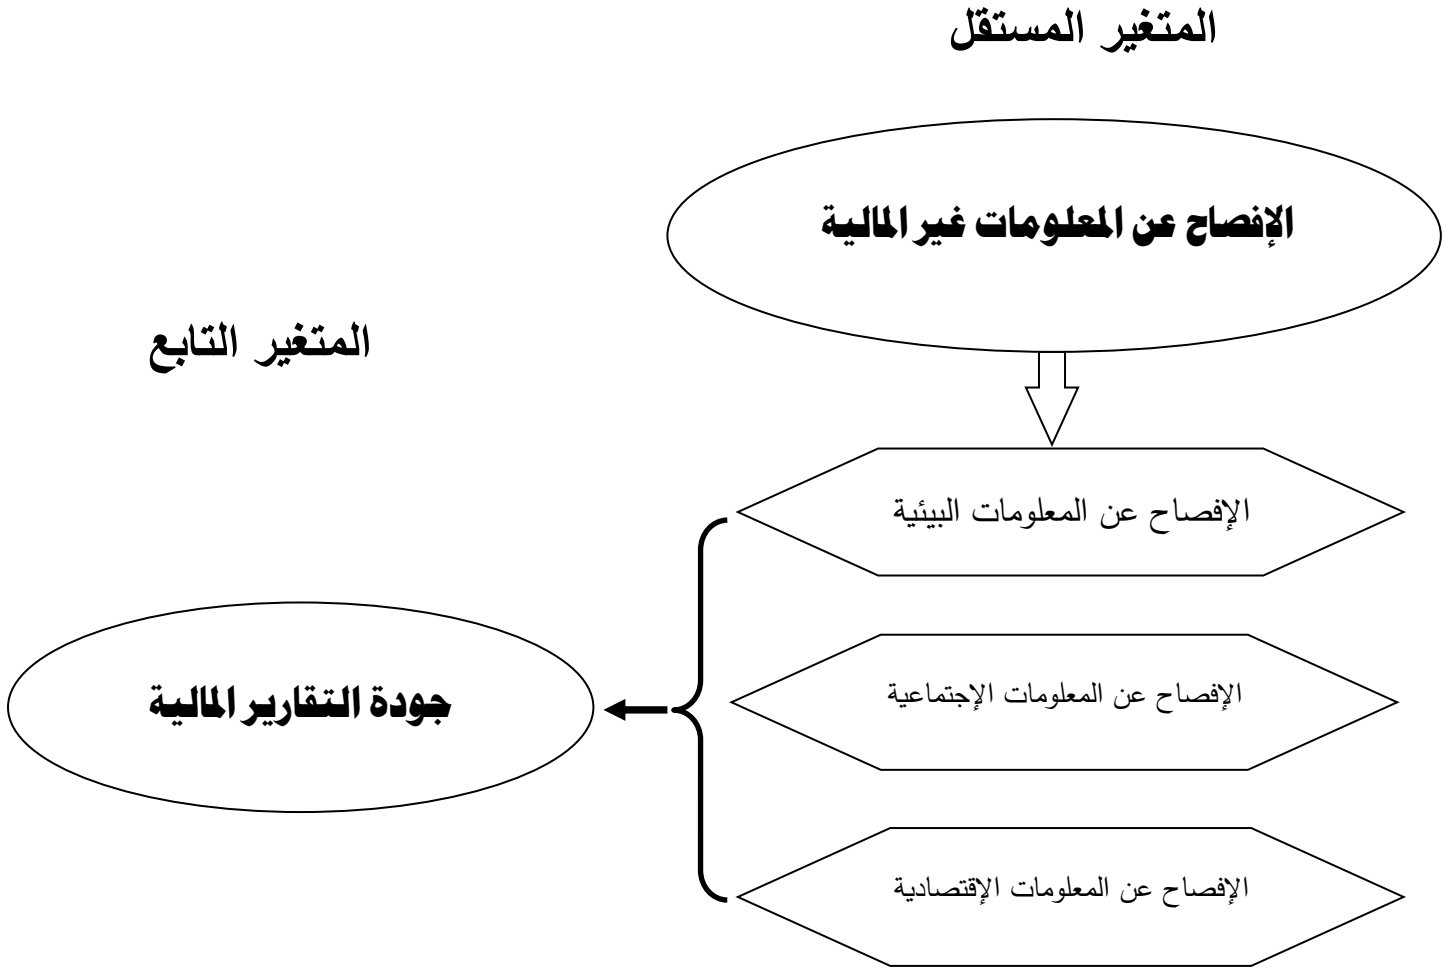 المتغير المستقل
الإفصاح عن المعلومات غير المالية
المتغير التابع
الإفصاح عن المعلومات البيئية
الإفصاح عن المعلومات الإجتماعية
جودة التقارير المالية
الإفصاح عن المعلومات الإقتصادية